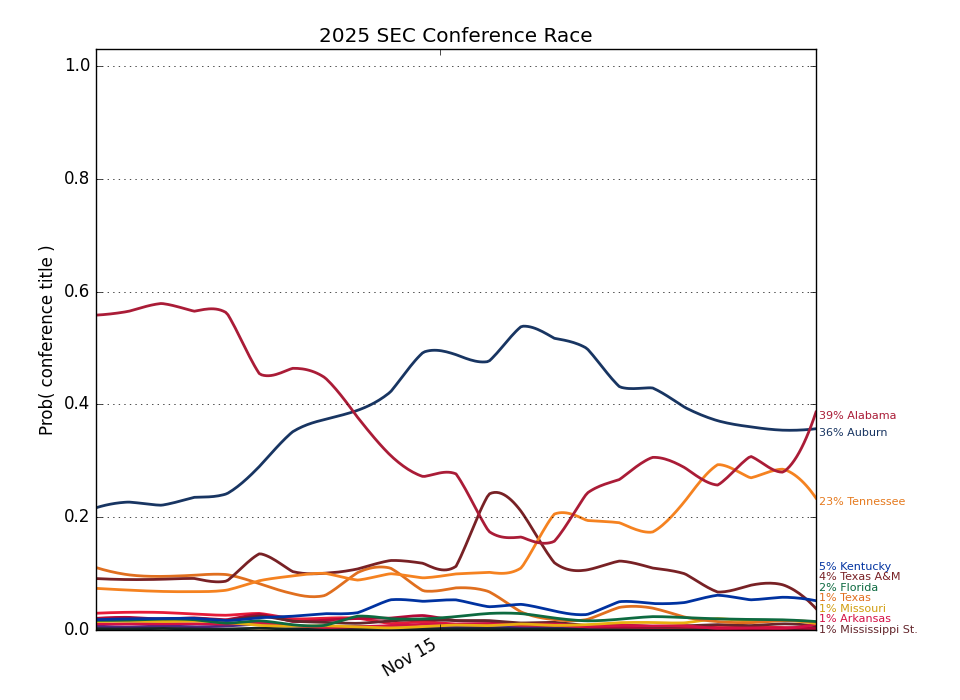 2025 SEC Conference Race
1.0
0.8
0.6
0.4
0.2
0.0
Prob( conference title )
Nov 15
39% Alabama
36% Auburn
23% Tennessee
5% Kentucky
4% Texas A&M
2% Florida
1% Texas
1% Missouri
1% Arkansas
1% Mississippi St.